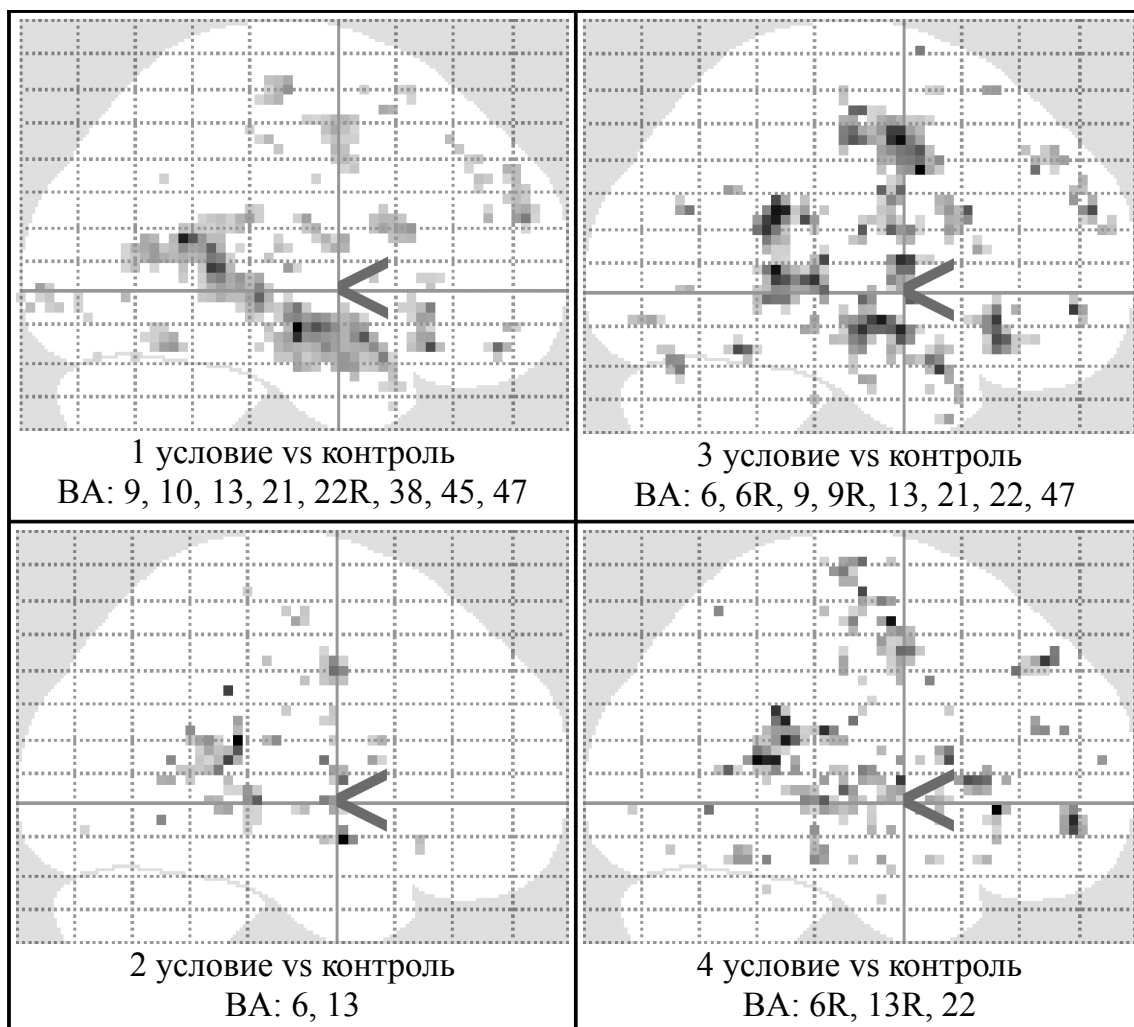 1 условие vs контроль
BA: 9, 10, 13, 21, 22R, 38, 45, 47
3 условие vs контроль
BA: 6, 6R, 9, 9R, 13, 21, 22, 47
2 условие vs контроль
BA: 6, 13
4 условие vs контроль
BA: 6R, 13R, 22